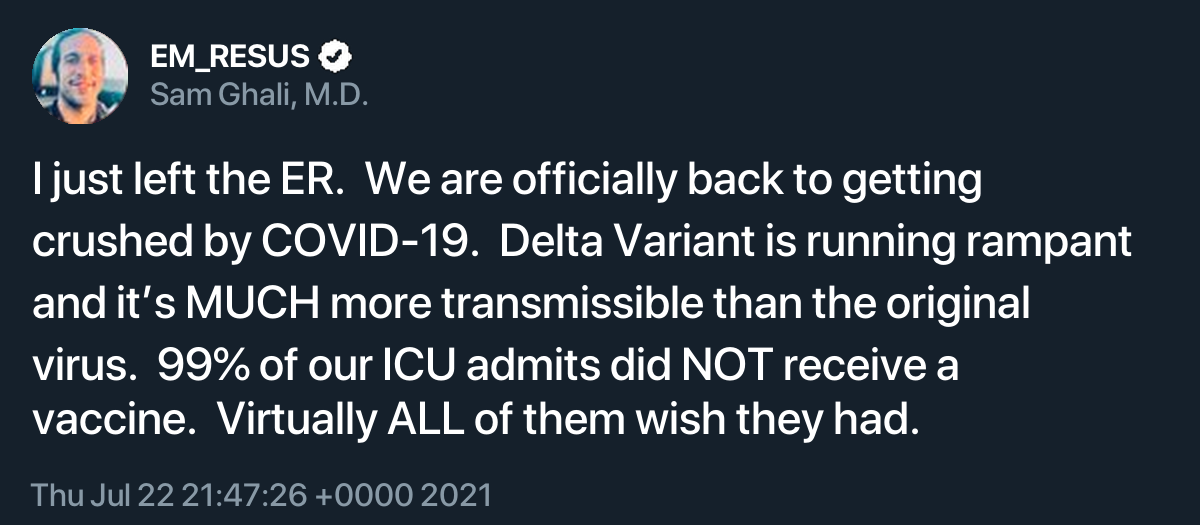 EM_RESUS
Sam Ghali, M.D.
I just left the ER.  We are officially back to getting
crushed by COVID-19.  Delta Variant is running rampant
and it’s MUCH more transmissible than the original
virus.  99% of our ICU admits did NOT receive a
vaccine.  Virtually ALL of them wish they had.
Thu Jul 22 21:47:26 +0000 2021